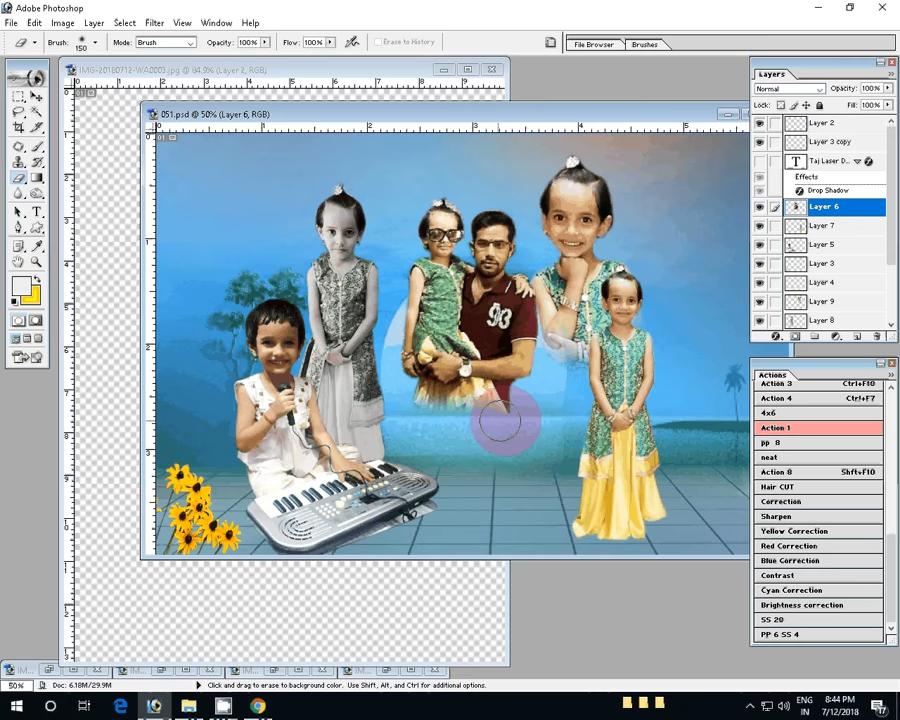 Adobe Photoshop
File Edit Image Layer Select Filter View Window Help
Brush: 150 Mode: Brush Opacity: 100% Flow: 100% Erase to History File Browser Brushes
IMG-20180712-WA0003.jpg @ 84.9% (Layer 2, RGB)
051.psd @ 50% (Layer 6, RGB)
93
Layers
Normal Opacity: 100%
Lock: Fill: 100%
Layer 2
Layer 3 copy
T Taj Laser D...
Effects
Drop Shadow
Layer 6
Layer 7
Layer 5
Layer 3
Layer 4
Layer 9
Layer 8
Actions
Action 3 Ctrl+F10
Action 4 Ctrl+F7
4x6
Action 1
pp 8
neat
Action 8 Shft+F10
Hair CUT
Correction
Sharpen
Yellow Correction
Red Correction
Blue Correction
Contrast
Cyan Correction
Brightness correction
SS 20
PP 6 SS 4
50% Doc: 6.18M/29.9M Click and drag to erase to background color. Use Shift, Alt, and Ctrl for additional options.
ENG
IN
8:44 PM
7/12/2018
17